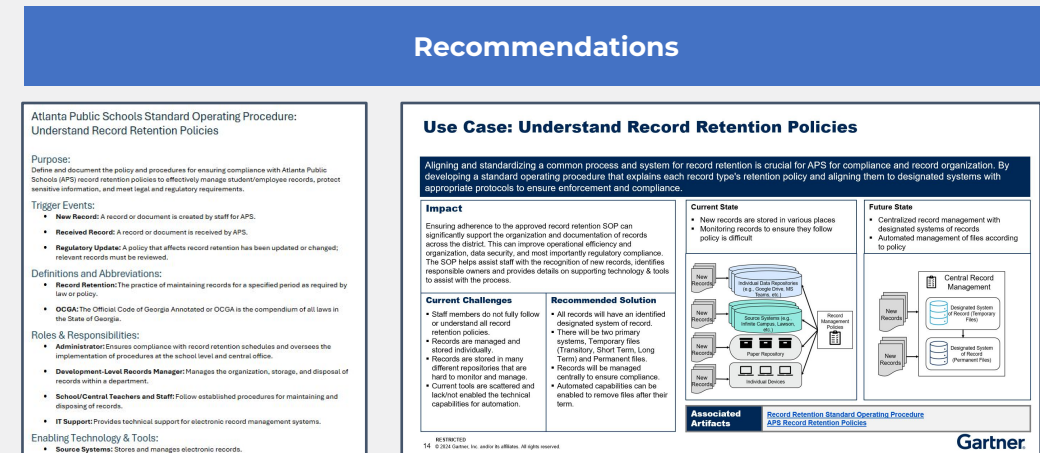 Recommendations
Atlanta Public Schools Standard Operating Procedure:
Understand Record Retention Policies
Purpose:
Define and document the policy and procedures for ensuring compliance with Atlanta Public
Schools (APS) record retention policies to effectively manage student/employee records, protect
sensitive information, and meet legal and regulatory requirements.
Trigger Events:
• New Record: A record or document is created by staff for APS.
• Received Record: A record or document is received by APS.
• Regulatory Update: A policy that affects record retention has been updated or changed;
relevant records must be reviewed.
Definitions and Abbreviations:
• Record Retention: The practice of maintaining records for a specified period as required by
law or policy.
• OCGA: The Official Code of Georgia Annotated or OCGA is the compendium of all laws in
the State of Georgia.
Roles & Responsibilities:
• Administrator: Ensures compliance with record retention schedules and oversees the
implementation of procedures at the school level and central office.
• Development-Level Records Manager: Manages the organization, storage, and disposal of
records within a department.
• School/Central Teachers and Staff: Follow established procedures for maintaining and
disposing of records.
• IT Support: Provides technical support for electronic record management systems.
Enabling Technology & Tools:
• Source Systems: Stores and manages electronic records.
Use Case: Understand Record Retention Policies
Aligning and standardizing a common process and system for record retention is crucial for APS for compliance and record organization. By
developing a standard operating procedure that explains each record type's retention policy and aligning them to designated systems with
appropriate protocols to ensure enforcement and compliance.
Impact
Ensuring adherence to the approved record retention SOP can
significantly support the organization and documentation of records
across the district. This can improve operational efficiency and
organization, data security, and most importantly regulatory compliance.
The SOP helps assist staff with the recognition of new records, identifies
responsible owners and provides details on supporting technology & tools
to assist with the process.
Current Challenges
• Staff members do not fully follow
or understand all record
retention policies.
• Records are managed and
stored individually.
• Records are stored in many
different repositories that are
hard to monitor and manage.
• Current tools are scattered and
lack/not enabled the technical
capabilities for automation.
Recommended Solution
• All records will have an identified
designated system of record.
• There will be two primary
systems, Temporary files
(Transitory, Short Term, Long
Term) and Permanent files.
• Records will be managed
centrally to ensure compliance.
• Automated capabilities can be
enabled to remove files after their
term.
Current State
• New records are stored in various places
• Monitoring records to ensure they follow
policy is difficult
New
Records
Individual Data Repositories
(e.g., Google Drive, MS
Teams, etc.)
New
Records
Source Systems (e.g.,
Infinite Campus, Lawson,
etc.)
New
Records
Paper Repository
New
Records
Individual Devices
Record
Management
Policies
Future State
• Centralized record management with
designated systems of records
• Automated management of files according
to policy
Central Record
Management
New
Records
Designated System
of Record (Temporary
Files)
New
Records
Designated System
of Record
(Permanent Files)
Associated
Artifacts
Record Retention Standard Operating Procedure
APS Record Retention Policies
RESTRICTED
14 © 2024 Gartner, Inc. and/or its affiliates. All rights reserved.
Gartner